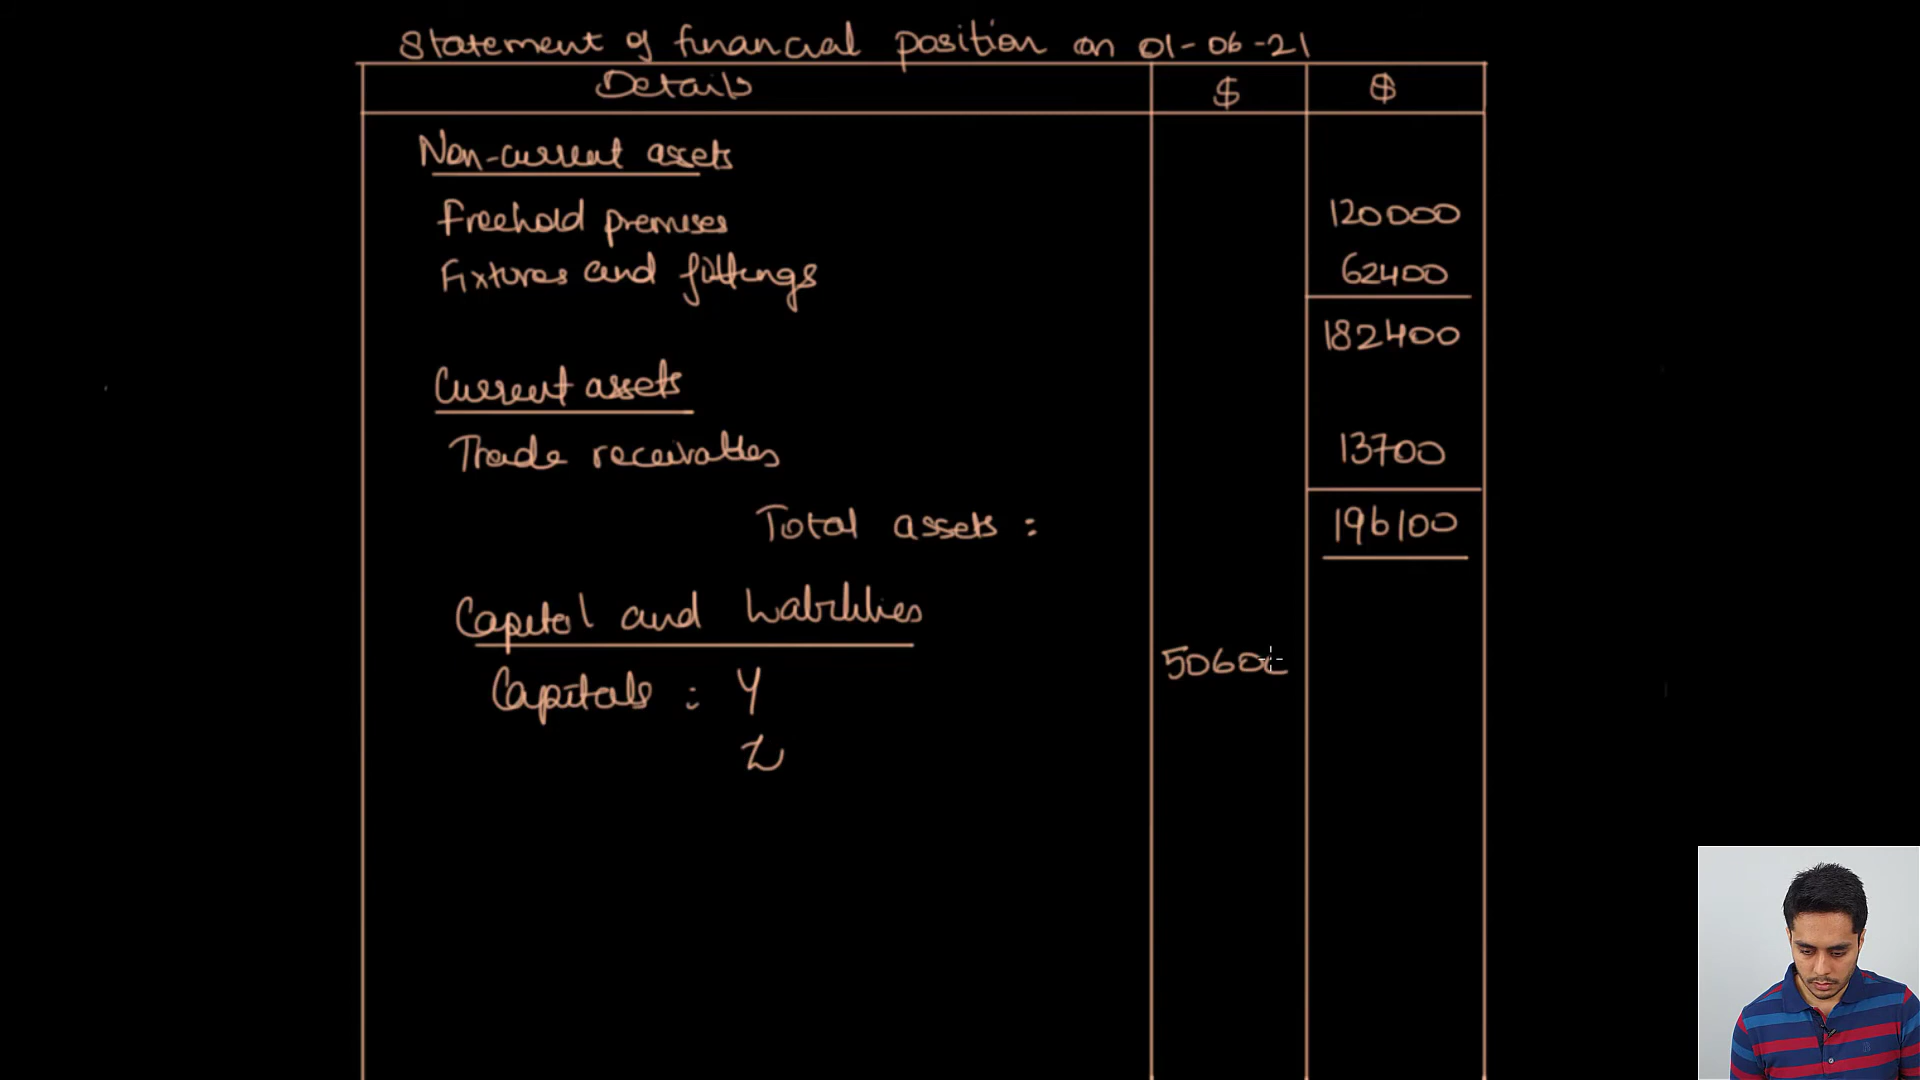 Statement of financial position on 01-06-21
Details $ $
Non-current assets
Freehold premises 120000
Fixtures and fittings 62400
182400
Current assets
Trade receivables 13700
Total assets : 196100
Capital and liabilities
Capitals : Y 50600
Z